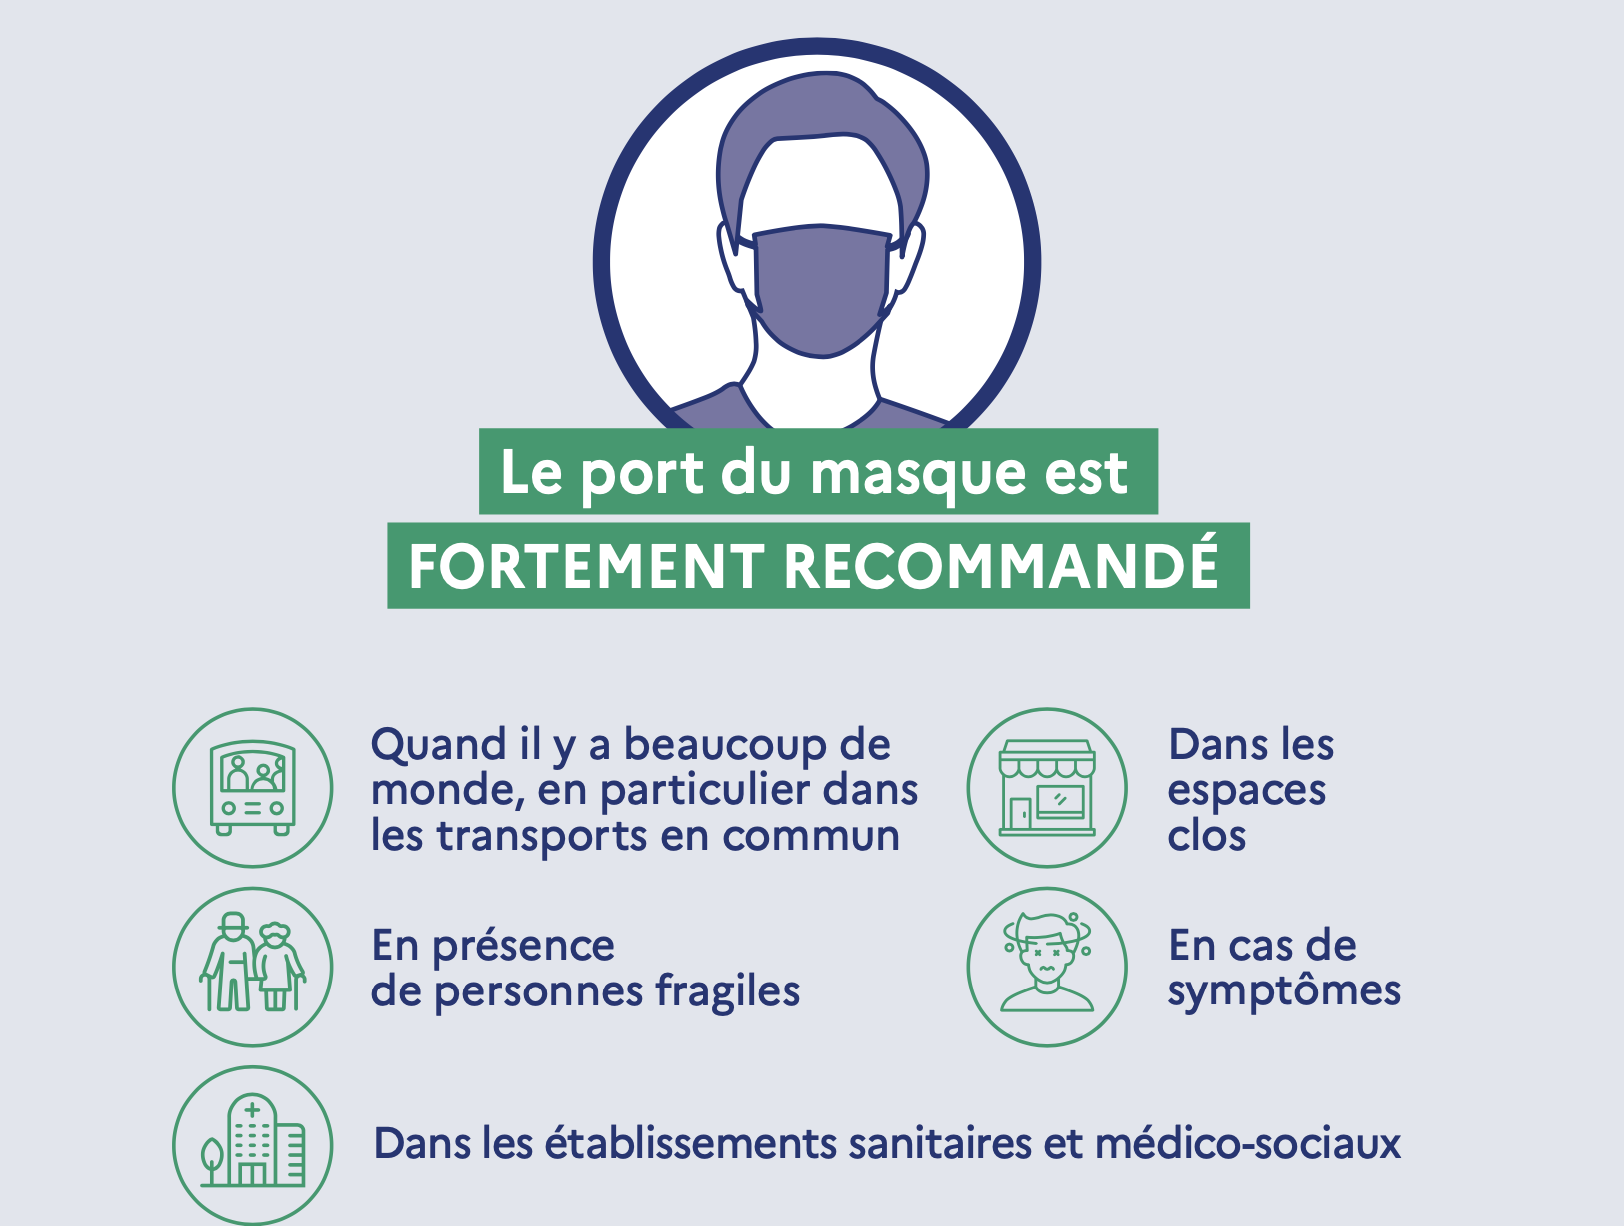 Le port du masque est
FORTEMENT RECOMMANDÉ
Quand il y a beaucoup de
monde, en particulier dans
les transports en commun
Dans les
espaces
clos
En présence
de personnes fragiles
En cas de
symptômes
Dans les établissements sanitaires et médico-sociaux